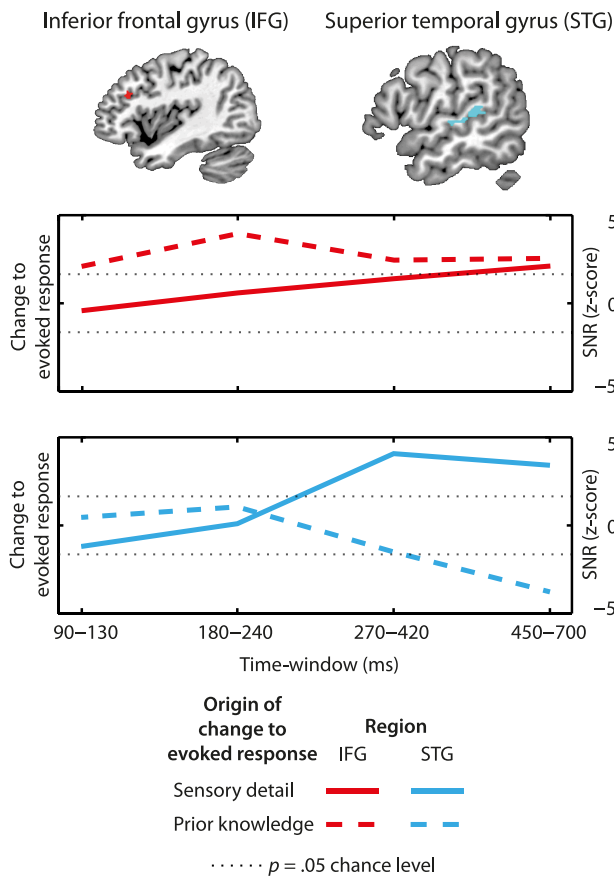 Inferior frontal gyrus (IFG)
Superior temporal gyrus (STG)
Change to
evoked response
5
0
−5
SNR (z-score)
Change to
evoked response
5
0
−5
SNR (z-score)
90–130
180–240
270–420
450–700
Time-window (ms)
Origin of
change to
evoked response
Region
IFG
STG
Sensory detail
Prior knowledge
p = .05 chance level